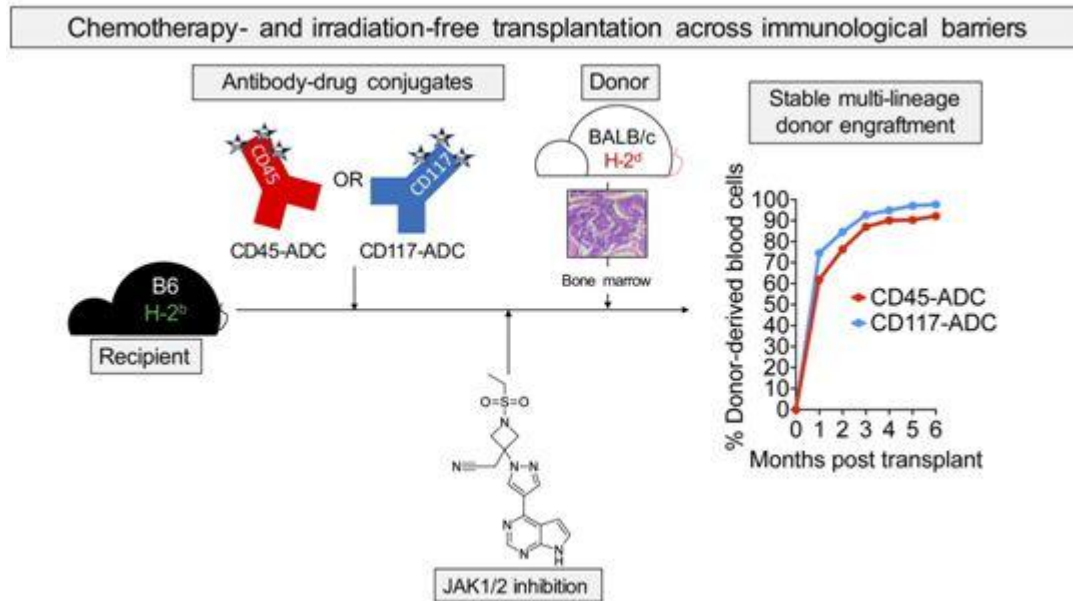 Chemotherapy- and irradiation-free transplantation across immunological barriers
Antibody-drug conjugates
CD45
OR
CD117
CD45-ADC
CD117-ADC
Donor
BALB/c
H-2ᵈ
Bone marrow
B6
H-2ᵇ
Recipient
O=S=O
N
N≡
N-N
N
N
N
H
JAK1/2 inhibition
Stable multi-lineage
donor engraftment
% Donor-derived blood cells
100
90
80
70
60
50
40
30
20
10
0
CD45-ADC
CD117-ADC
0 1 2 3 4 5 6
Months post transplant